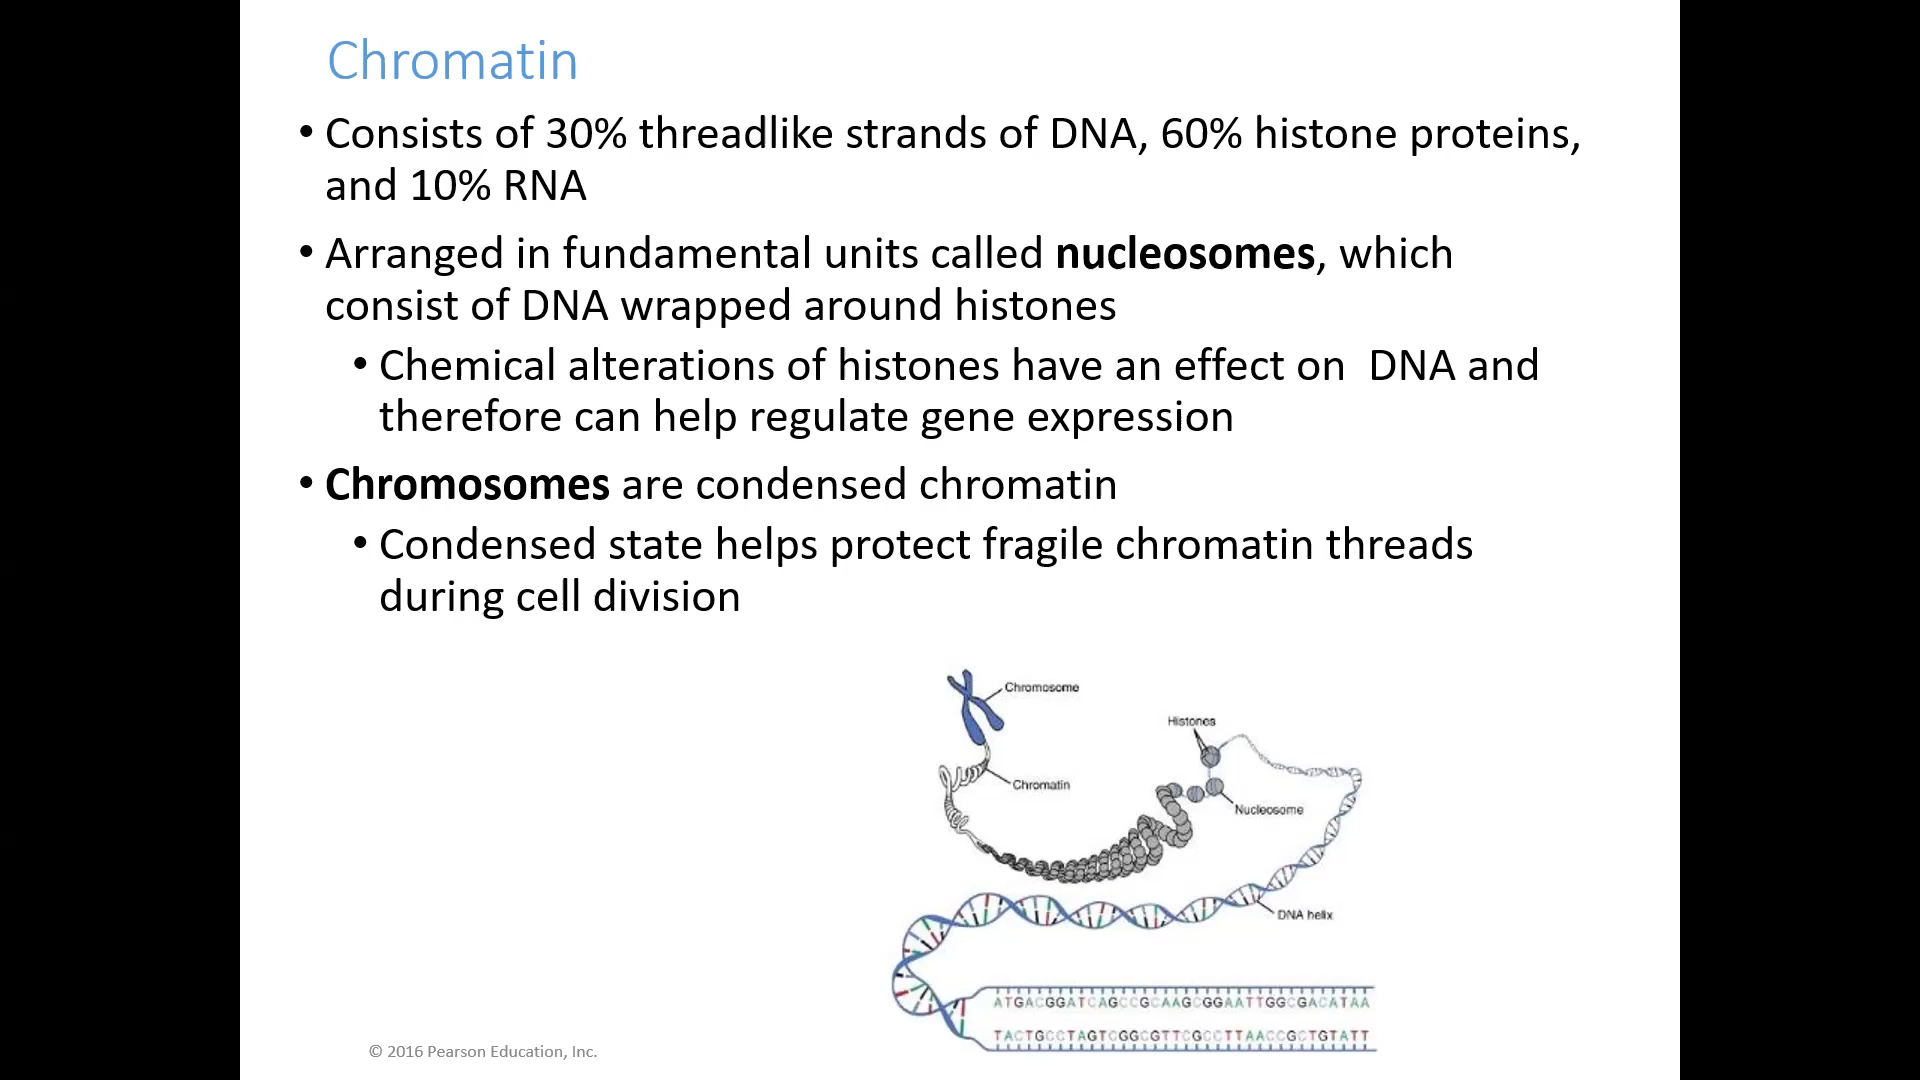 Chromatin
• Consists of 30% threadlike strands of DNA, 60% histone proteins,
and 10% RNA
• Arranged in fundamental units called nucleosomes, which
consist of DNA wrapped around histones
• Chemical alterations of histones have an effect on  DNA and
therefore can help regulate gene expression
• Chromosomes are condensed chromatin
• Condensed state helps protect fragile chromatin threads
during cell division
Chromosome
Histones
Chromatin
Nucleosome
DNA helix
ATGACGGATCAGCCGCAAGCGGAATTGGCGACATAA
TACTGCCTAGTCGGCGTTCGCCTTAACCGCTGTATT
© 2016 Pearson Education, Inc.